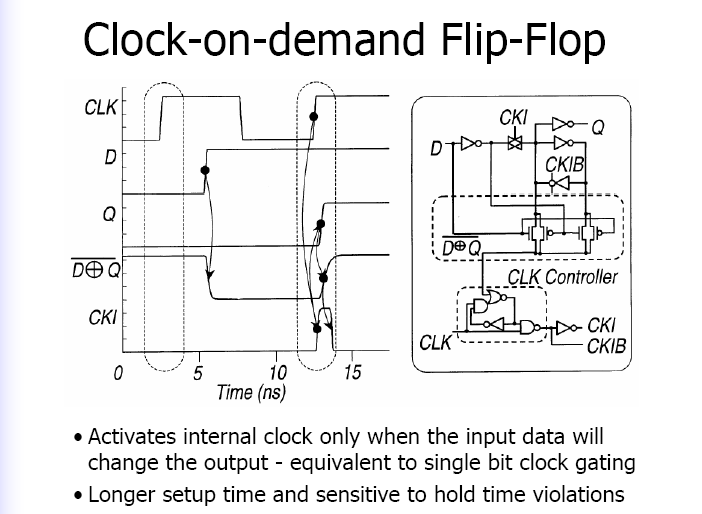 Clock-on-demand Flip-Flop
CLK
D
Q
D⊕Q
CKI
0 5 10 15
Time (ns)
CKI
D
Q
CKIB
D⊕Q
CLK Controller
CLK
CKI
CKIB
• Activates internal clock only when the input data will
change the output - equivalent to single bit clock gating
• Longer setup time and sensitive to hold time violations